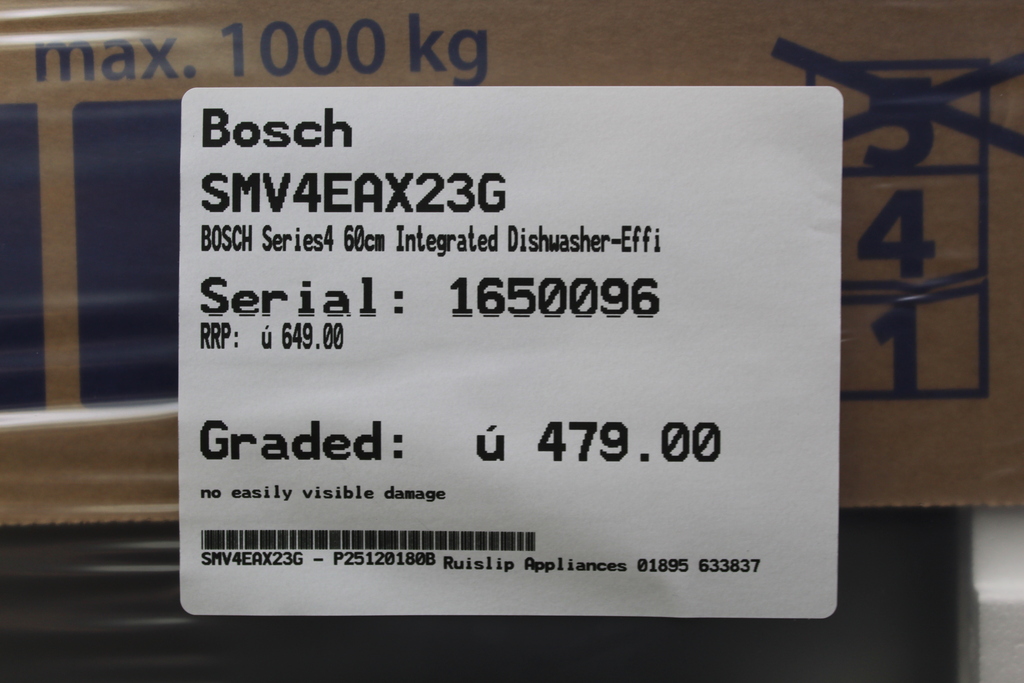 max. 1000 kg
Bosch
SMV4EAX23G
BOSCH Series4 60cm Integrated Dishwasher-Effi
Serial: 1650096
RRP: ú 649.00
Graded: ú 479.00
no easily visible damage
SMV4EAX23G - P25120180B Ruislip Appliances 01895 633837
5
4
1